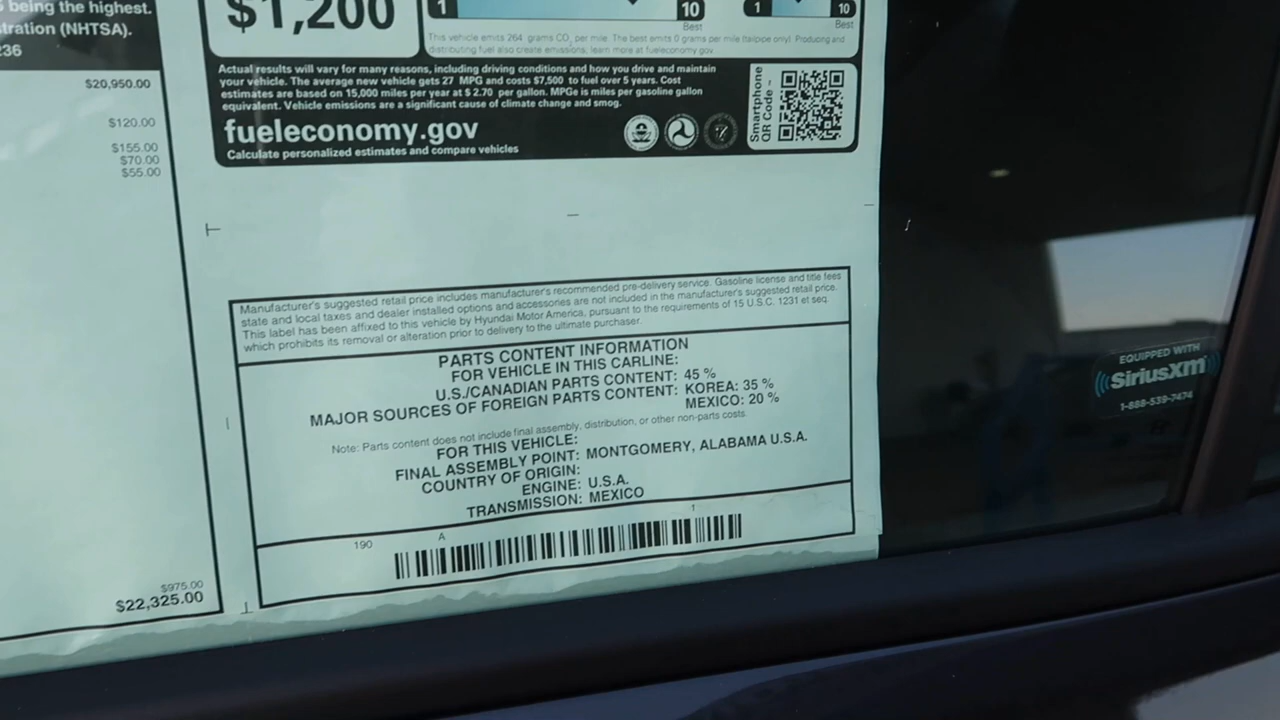 being the highest.
tration (NHTSA).
236
$20,950.00
$120.00
$155.00
$70.00
$55.00
$975.00
$22,325.00
$1,200
1
10
Best
1
10
Best
This vehicle emits 264 grams CO2 per mile. The best emits 0 grams per mile (tailpipe only). Producing and
distributing fuel also create emissions; learn more at fueleconomy.gov
Actual results will vary for many reasons, including driving conditions and how you drive and maintain
your vehicle. The average new vehicle gets 27 MPG and costs $7,500 to fuel over 5 years. Cost
estimates are based on 15,000 miles per year at $ 2.70 per gallon. MPGe is miles per gasoline gallon
equivalent. Vehicle emissions are a significant cause of climate change and smog.
fueleconomy.gov
Calculate personalized estimates and compare vehicles
Smartphone
QR Code
Manufacturer's suggested retail price includes manufacturer's recommended pre-delivery service. Gasoline license and title fees
state and local taxes and dealer installed options and accessories are not included in the manufacturer's suggested retail price.
This label has been affixed to this vehicle by Hyundai Motor America, pursuant to the requirements of 15 U.S.C. 1231 et seq.
which prohibits its removal or alteration prior to delivery to the ultimate purchaser.
PARTS CONTENT INFORMATION
FOR VEHICLE IN THIS CARLINE:
U.S./CANADIAN PARTS CONTENT: 45 %
MAJOR SOURCES OF FOREIGN PARTS CONTENT: KOREA: 35 %
MEXICO: 20 %
Note: Parts content does not include final assembly, distribution, or other non-parts costs.
FOR THIS VEHICLE:
FINAL ASSEMBLY POINT: MONTGOMERY, ALABAMA U.S.A.
COUNTRY OF ORIGIN:
ENGINE: U.S.A.
TRANSMISSION: MEXICO
190
A
1
EQUIPPED WITH
SiriusXM
1-888-539-7474